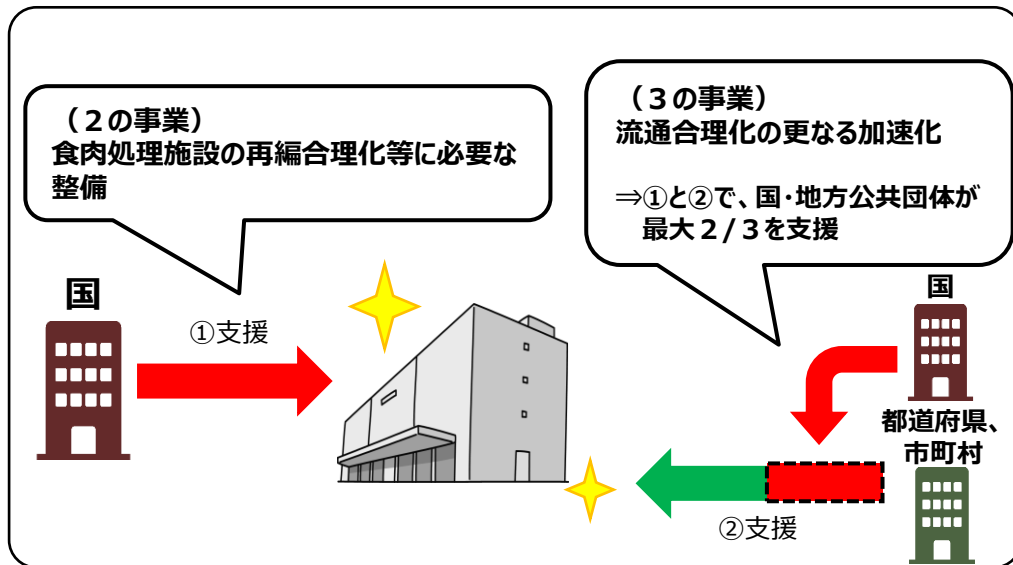 （２の事業）
食肉処理施設の再編合理化等に必要な
整備
（３の事業）
流通合理化の更なる加速化
⇒①と②で、国・地方公共団体が
最大２/３を支援
国
①支援
国
都道府県、
市町村
②支援